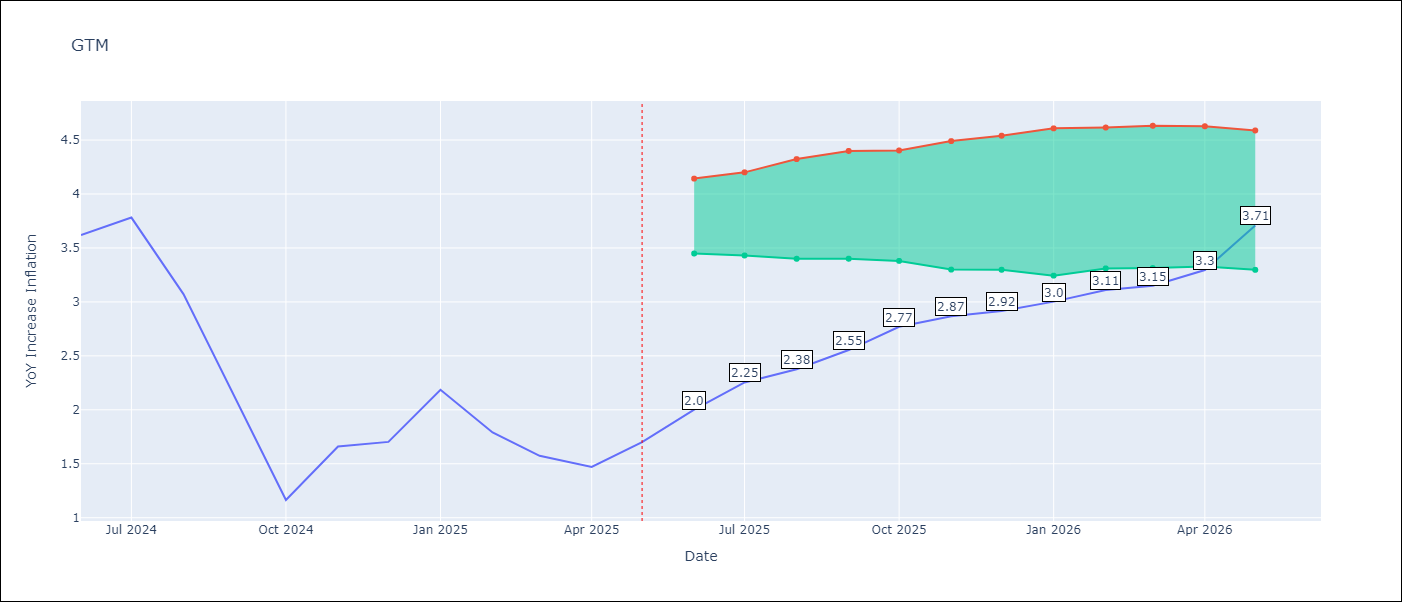 GTM
YoY Increase Inflation
4.5
4
3.5
3
2.5
2
1.5
1
2.0
2.25
2.38
2.55
2.77
2.87
2.92
3.0
3.11
3.15
3.3
3.71
Jul 2024
Oct 2024
Jan 2025
Apr 2025
Jul 2025
Oct 2025
Jan 2026
Apr 2026
Date